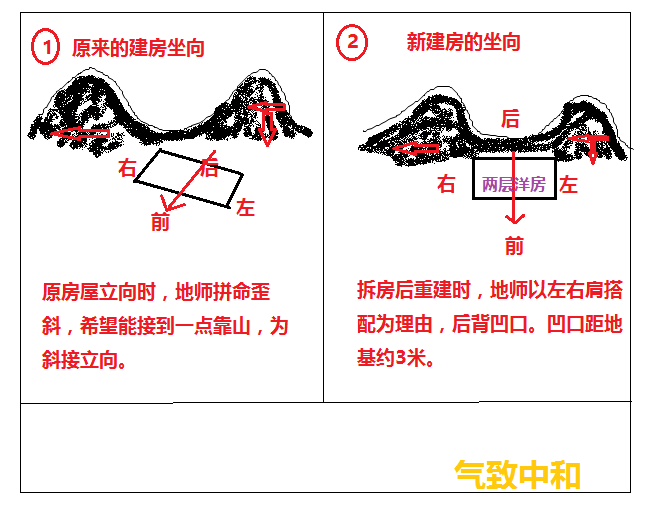 ① 原来的建房坐向
右
后
左
前
原房屋立向时，地师拼命歪
斜，希望能接到一点靠山，为
斜接立向。
② 新建房的坐向
后
右
两层洋房
左
前
拆房后重建时，地师以左右肩搭
配为理由，后背凹口。凹口距地
基约3米。
气致中和